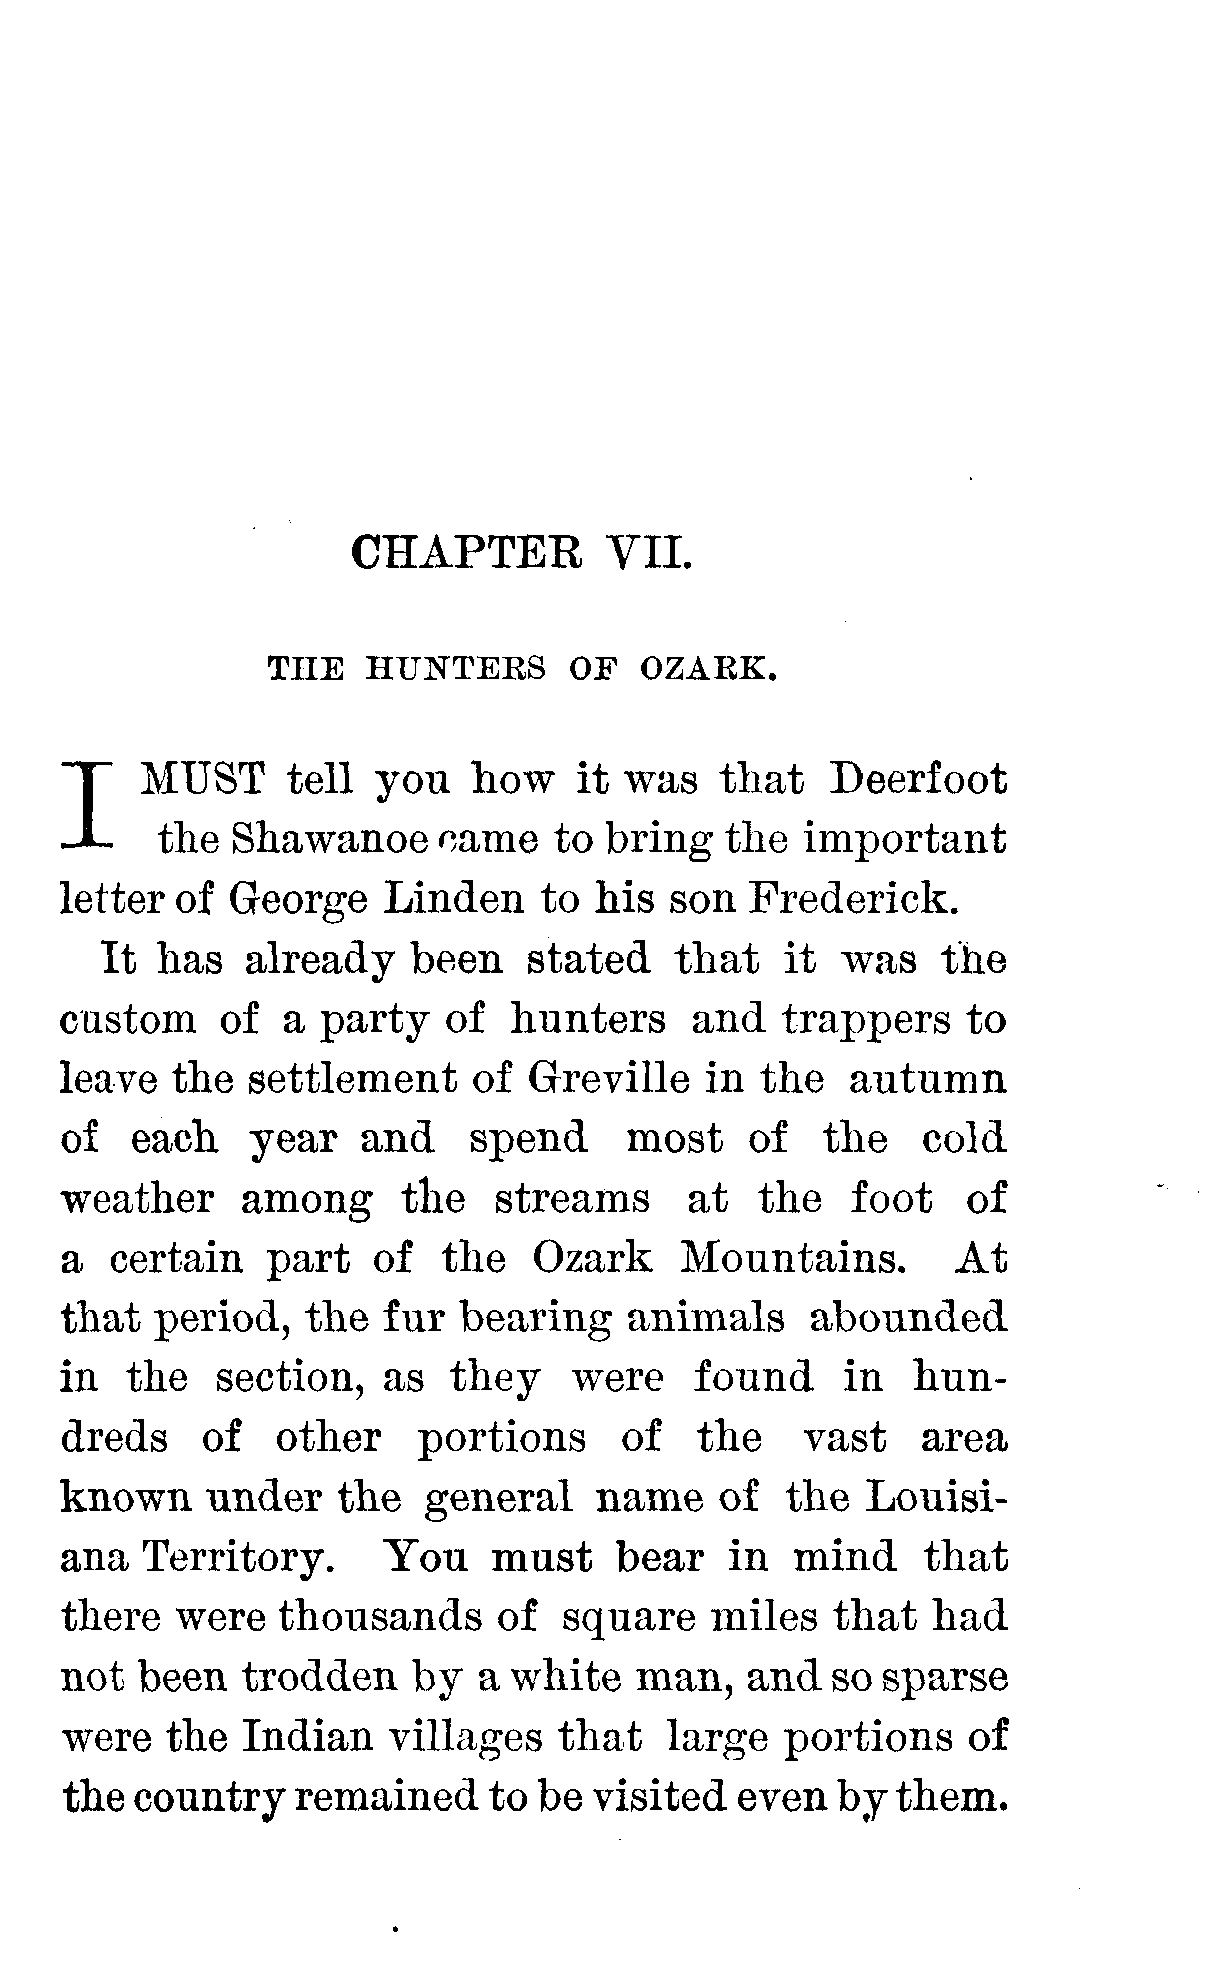 CHAPTER VII.
THE HUNTERS OF OZARK.
I MUST tell you how it was that Deerfoot
the Shawanoe came to bring the important
letter of George Linden to his son Frederick.
It has already been stated that it was the
custom of a party of hunters and trappers to
leave the settlement of Greville in the autumn
of each year and spend most of the cold
weather among the streams at the foot of
a certain part of the Ozark Mountains. At
that period, the fur bearing animals abounded
in the section, as they were found in hun-
dreds of other portions of the vast area
known under the general name of the Louisi-
ana Territory. You must bear in mind that
there were thousands of square miles that had
not been trodden by a white man, and so sparse
were the Indian villages that large portions of
the country remained to be visited even by them.